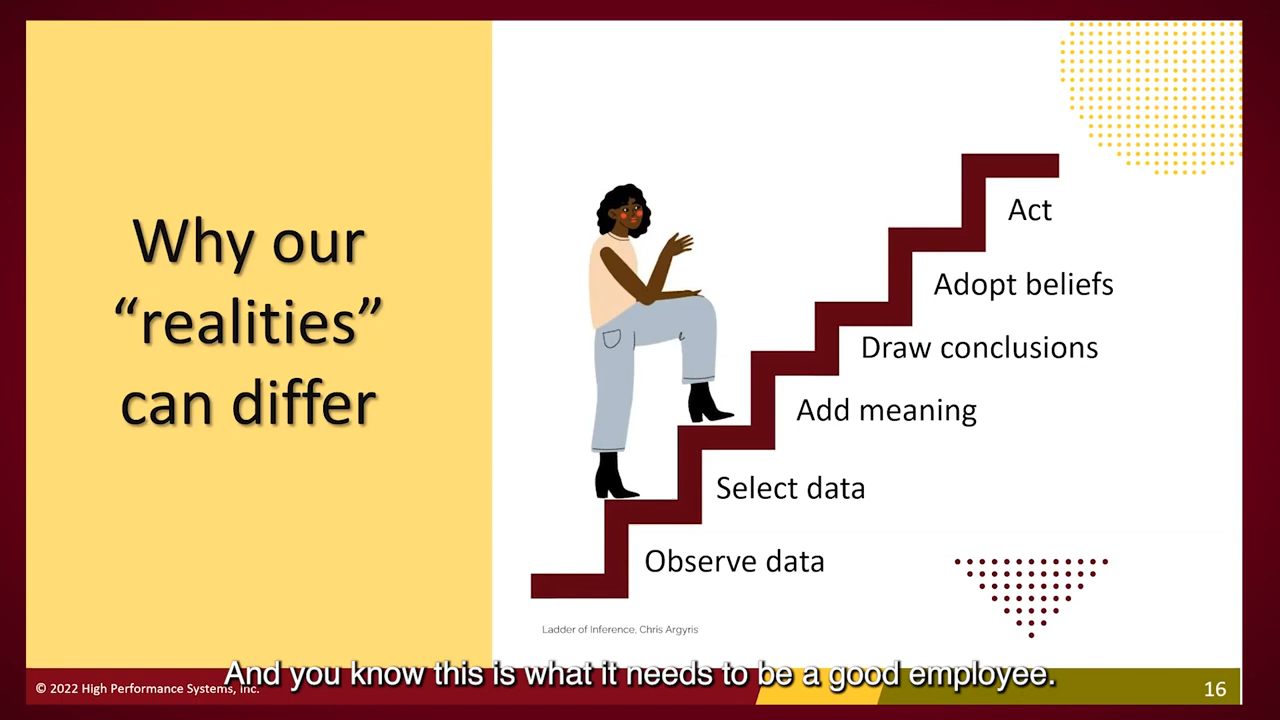 Why our
“realities”
can differ
Act
Adopt beliefs
Draw conclusions
Add meaning
Select data
Observe data
Ladder of Inference, Chris Argyris
And you know this is what it needs to be a good employee.
© 2022 High Performance Systems, Inc.
16